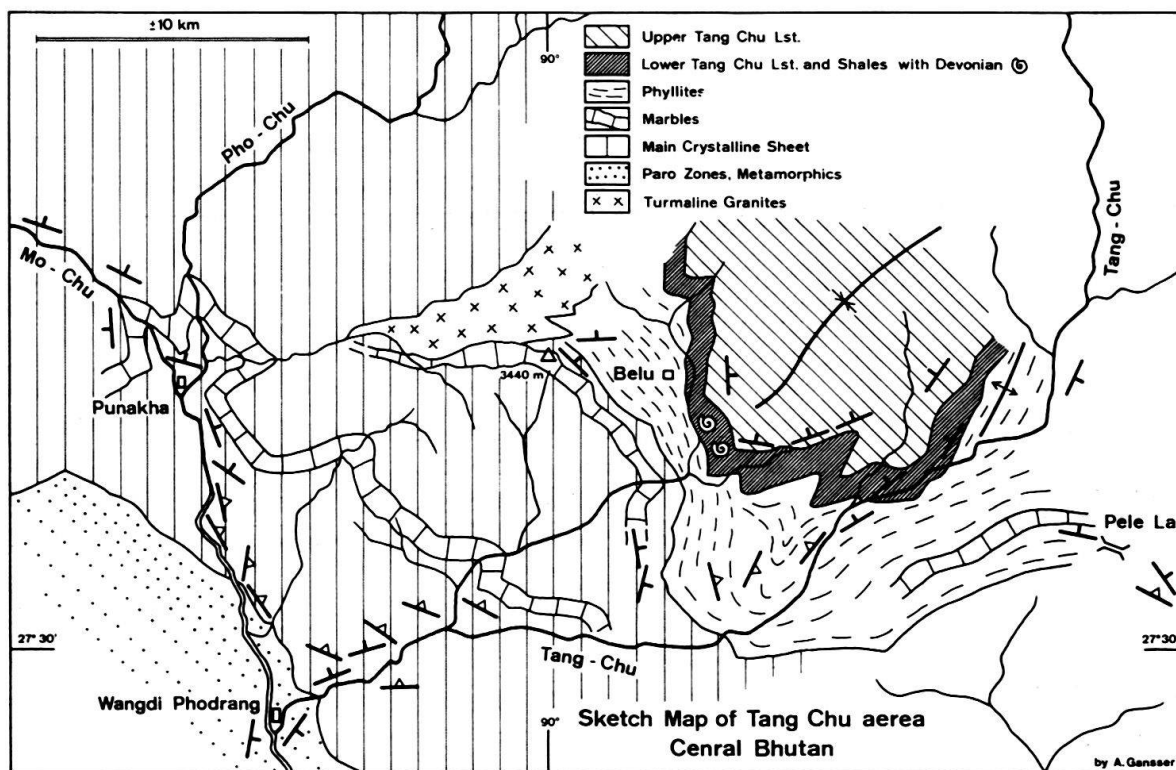 ±10 km
90°
Upper Tang Chu Lst.
Lower Tang Chu Lst. and Shales with Devonian
Phyllites
Marbles
Main Crystalline Sheet
Paro Zones, Metamorphics
Turmaline Granites
Pho - Chu
Mo - Chu
Tang - Chu
3440 m
Belu
Punakha
Pele La
27° 30'
27° 30'
Tang - Chu
Wangdi Phodrang
90°
Sketch Map of Tang Chu aerea
Cenral Bhutan
by A. Gansser